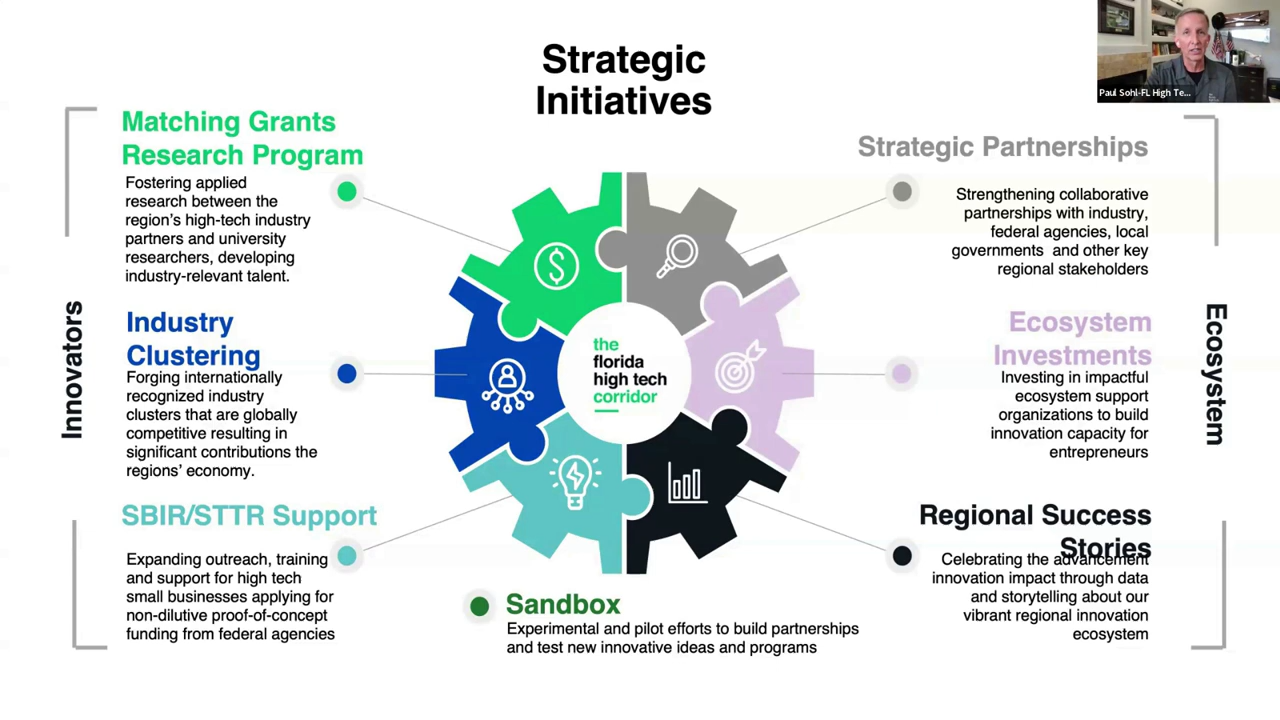 Strategic
Initiatives
Paul Sohl-FL High Te...
Innovators
Matching Grants
Research Program
Fostering applied
research between the
region's high-tech industry
partners and university
researchers, developing
industry-relevant talent.
Industry
Clustering
Forging internationally
recognized industry
clusters that are globally
competitive resulting in
significant contributions the
regions' economy.
SBIR/STTR Support
Expanding outreach, training
and support for high tech
small businesses applying for
non-dilutive proof-of-concept
funding from federal agencies
$
the
florida
high tech
corridor
Sandbox
Experimental and pilot efforts to build partnerships
and test new innovative ideas and programs
Strategic Partnerships
Strengthening collaborative
partnerships with industry,
federal agencies, local
governments and other key
regional stakeholders
Ecosystem
Investments
Investing in impactful
ecosystem support
organizations to build
innovation capacity for
entrepreneurs
Regional Success
Stories
Celebrating the advancement
innovation impact through data
and storytelling about our
vibrant regional innovation
ecosystem
Ecosystem